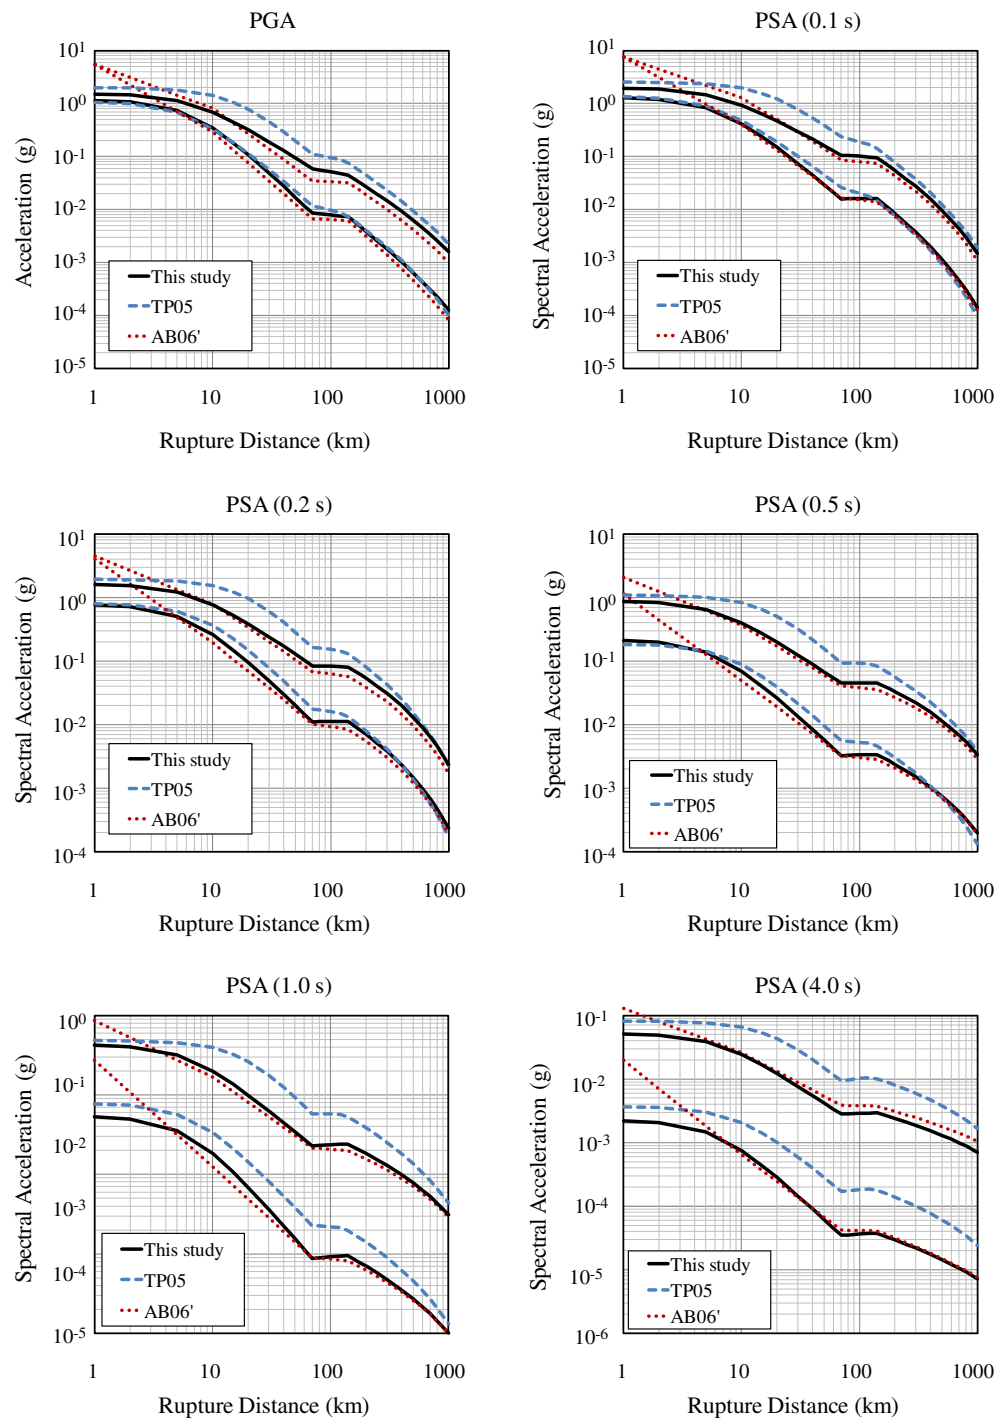 PGA
Acceleration (g)
101
100
10-1
10-2
10-3
10-4
10-5
This study
TP05
AB06'
1
10
100
1000
Rupture Distance (km)
PSA (0.1 s)
Spectral Acceleration (g)
101
100
10-1
10-2
10-3
10-4
10-5
This study
TP05
AB06'
1
10
100
1000
Rupture Distance (km)
PSA (0.2 s)
Spectral Acceleration (g)
101
100
10-1
10-2
10-3
10-4
This study
TP05
AB06'
1
10
100
1000
Rupture Distance (km)
PSA (0.5 s)
Spectral Acceleration (g)
101
100
10-1
10-2
10-3
10-4
This study
TP05
AB06'
1
10
100
1000
Rupture Distance (km)
PSA (1.0 s)
Spectral Acceleration (g)
100
10-1
10-2
10-3
10-4
10-5
This study
TP05
AB06'
1
10
100
1000
Rupture Distance (km)
PSA (4.0 s)
Spectral Acceleration (g)
10-1
10-2
10-3
10-4
10-5
10-6
This study
TP05
AB06'
1
10
100
1000
Rupture Distance (km)